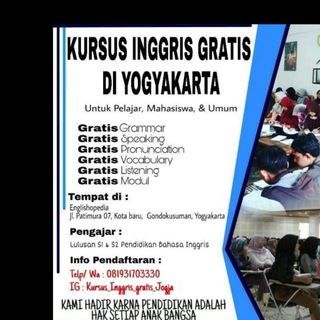 KURSUS INGGRIS GRATIS
DI YOGYAKARTA
Untuk Pelajar, Mahasiswa, & Umum
Gratis Grammar
Gratis Speaking
Gratis Pronunciation
Gratis Vocabulary
Gratis Listening
Gratis Modul
Tempat di :
Englishopedia
Jl. Patimura 07, Kota baru, Gondokusuman, Yogyakarta
Pengajar :
Lulusan S1 & S2 Pendidikan Bahasa Inggris
Info Pendaftaran :
Telp/ Wa : 081931703330
IG : Kursus_Inggris_gratis_Jogja
KAMI HADIR KARNA PENDIDIKAN ADALAH
HAK SETIAP ANAK BANGSA